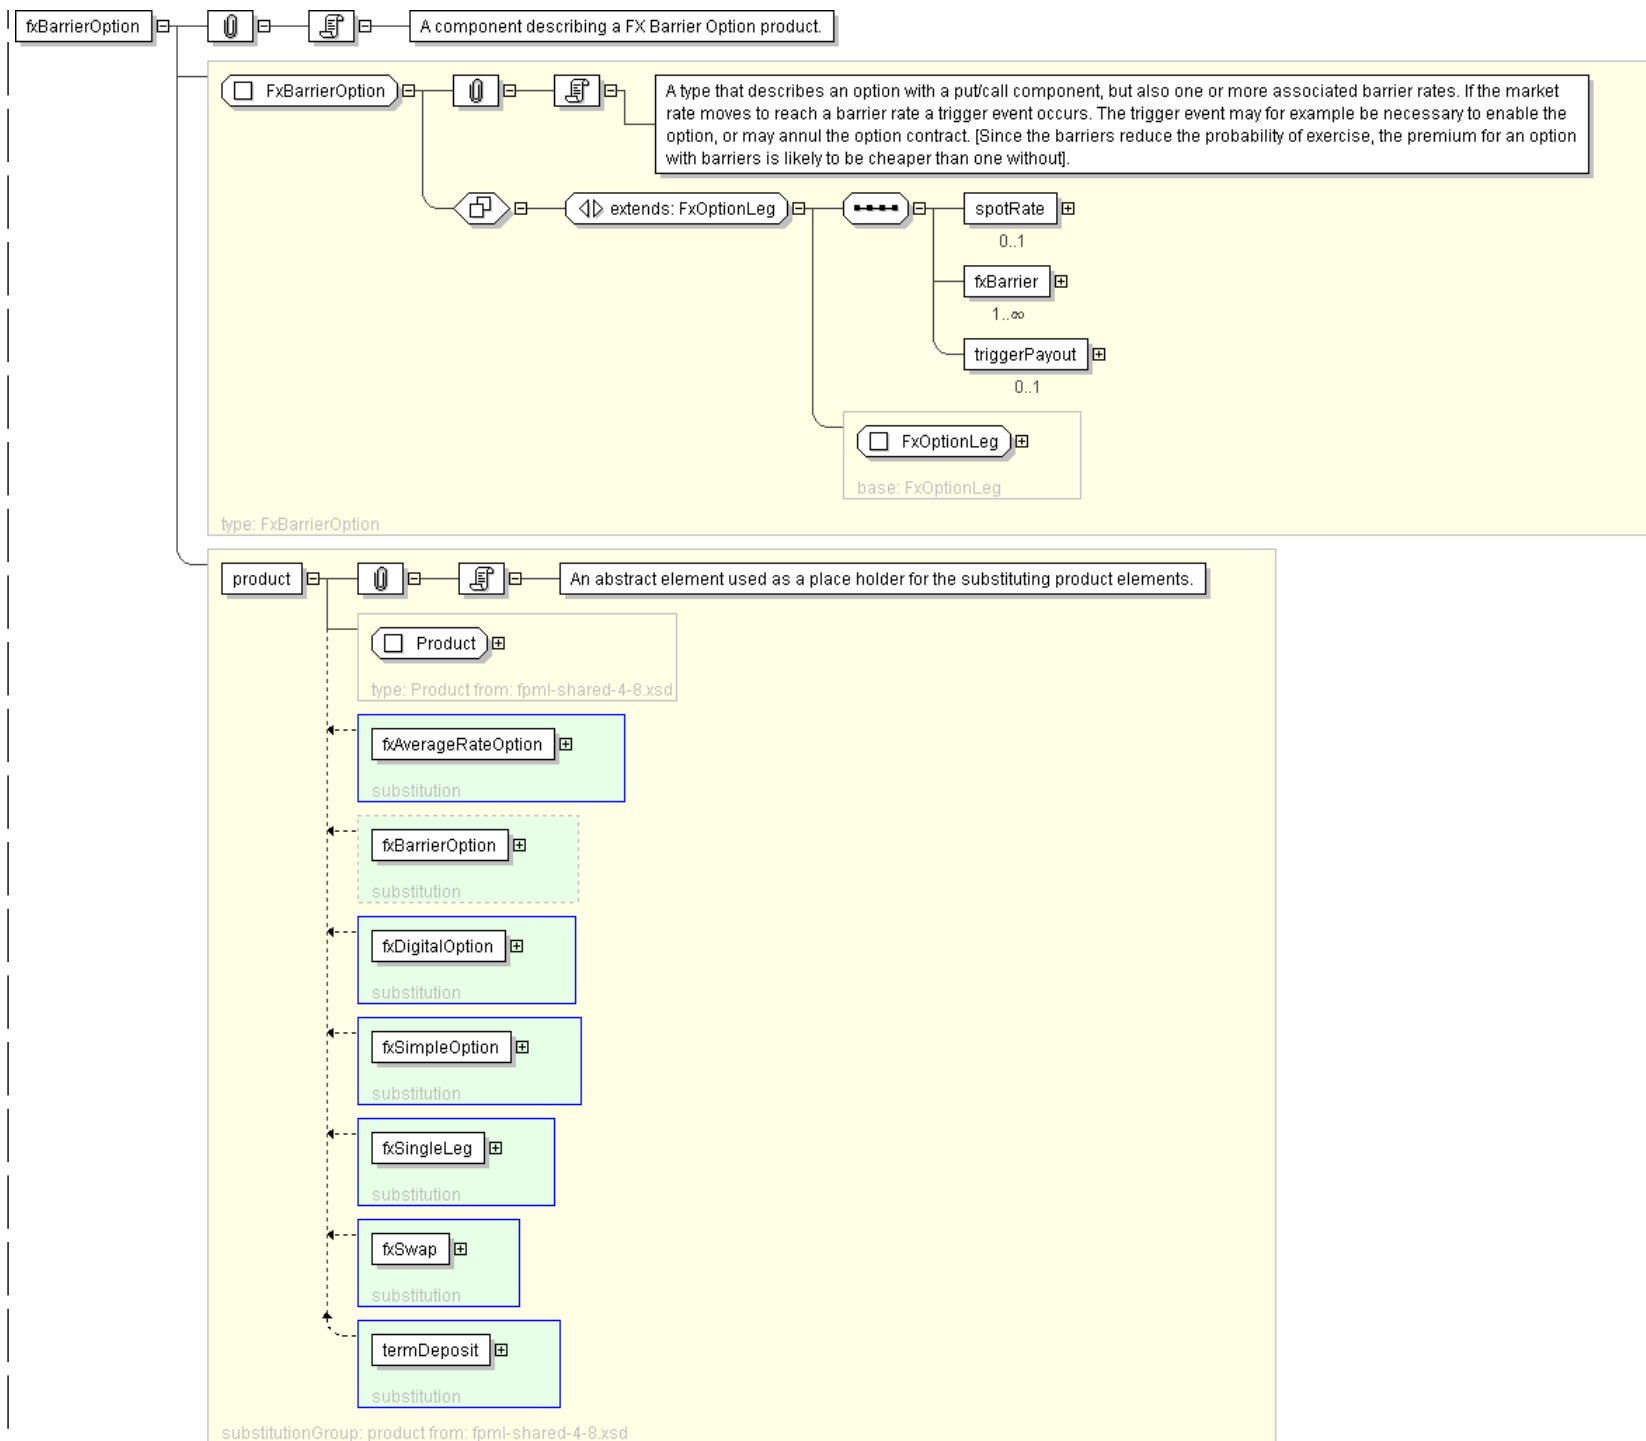 fxBarrierOption
A component describing a FX Barrier Option product.
FxBarrierOption
A type that describes an option with a put/call component, but also one or more associated barrier rates. If the market
rate moves to reach a barrier rate a trigger event occurs. The trigger event may for example be necessary to enable the
option, or may annul the option contract. [Since the barriers reduce the probability of exercise, the premium for an option
with barriers is likely to be cheaper than one without].
extends: FxOptionLeg
spotRate
0..1
fxBarrier
1..∞
triggerPayout
0..1
FxOptionLeg
base: FxOptionLeg
type: FxBarrierOption
product
An abstract element used as a place holder for the substituting product elements.
Product
type: Product from: fpml-shared-4-8.xsd
fxAverageRateOption
substitution
fxBarrierOption
substitution
fxDigitalOption
substitution
fxSimpleOption
substitution
fxSingleLeg
substitution
fxSwap
substitution
termDeposit
substitution
substitutionGroup: product from: fpml-shared-4-8.xsd